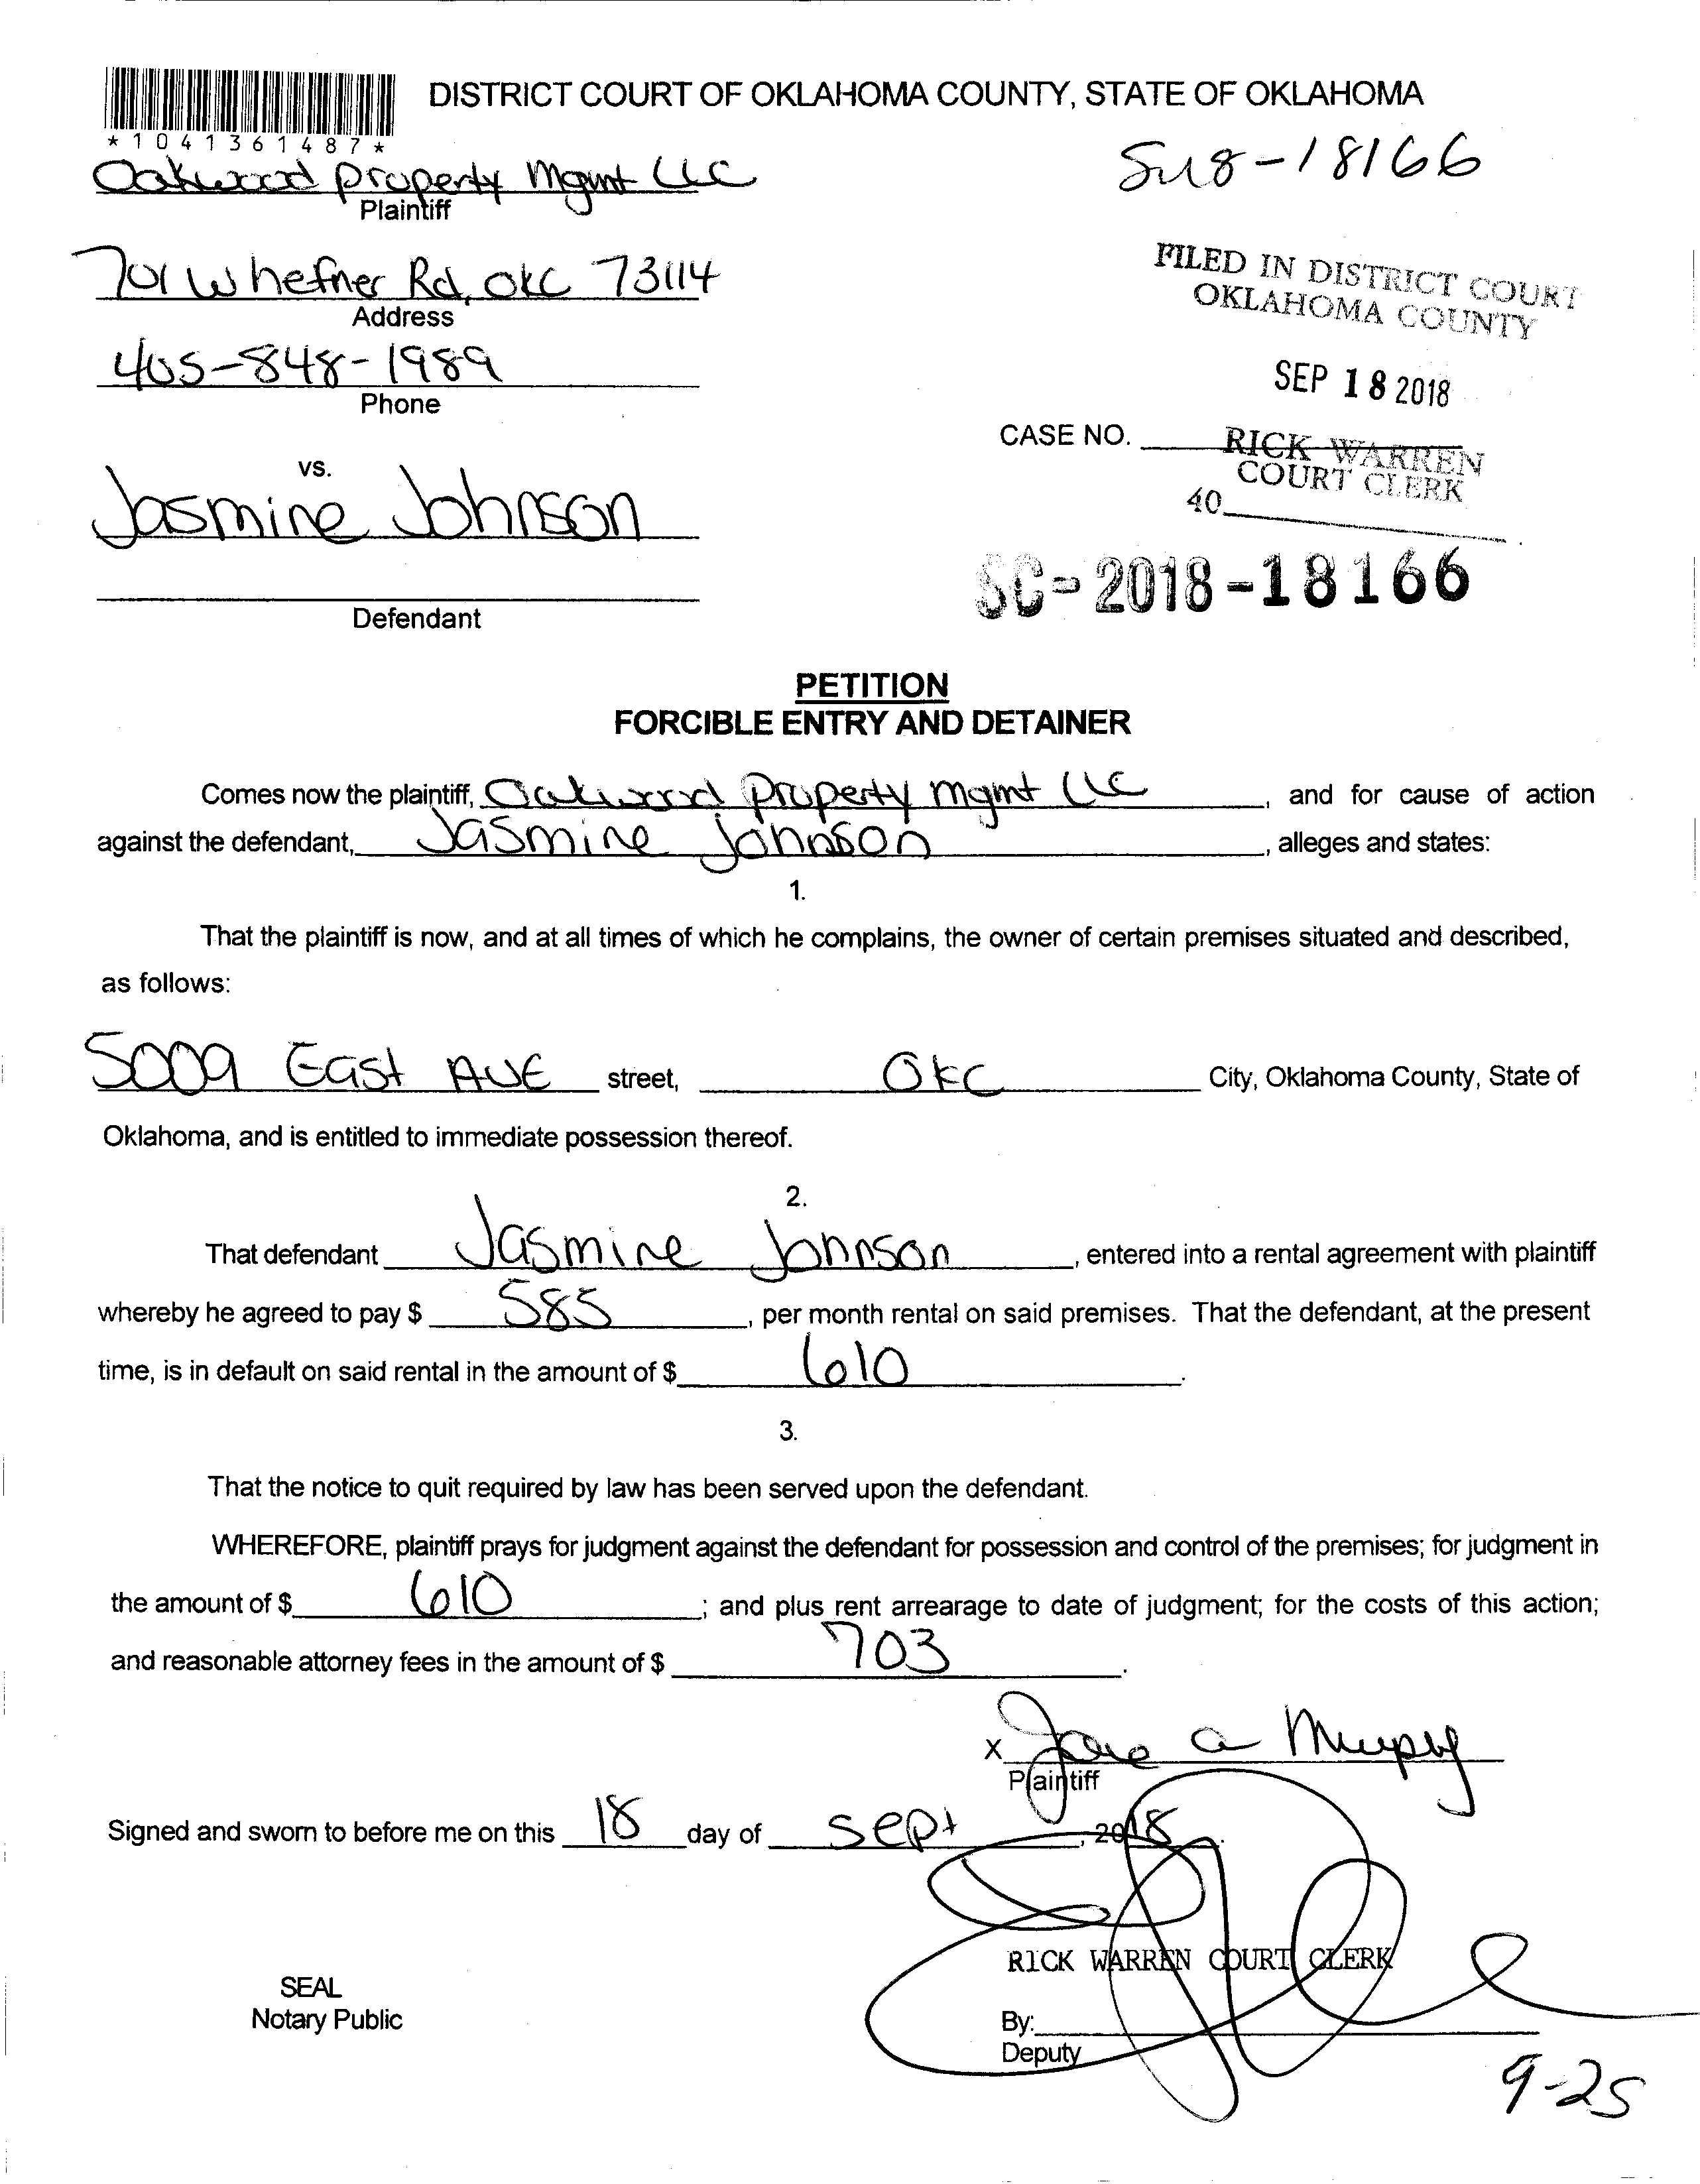 DISTRICT COURT OF OKLAHOMA COUNTY, STATE OF OKLAHOMA
*1041361487*
Oakwood Property Mgmt LLC
Plaintiff
18-18166
701 W hefner Rd, OKC 73114
Address
405-848-1989
Phone
FILED IN DISTRICT COURT
OKLAHOMA COUNTY
SEP 18 2018
CASE NO.
RICK WARREN
COURT CLERK
40
vs.
Jasmine Johnson
Defendant
SC-2018-18166
PETITION
FORCIBLE ENTRY AND DETAINER
Comes now the plaintiff, Oakwood Property Mgmt LLC, and for cause of action
against the defendant, Jasmine Johnson, alleges and states:
1.
That the plaintiff is now, and at all times of which he complains, the owner of certain premises situated and described,
as follows:
5009 East AVE street, OKC City, Oklahoma County, State of
Oklahoma, and is entitled to immediate possession thereof.
2.
That defendant Jasmine Johnson, entered into a rental agreement with plaintiff
whereby he agreed to pay $ 585, per month rental on said premises. That the defendant, at the present
time, is in default on said rental in the amount of $ 610.
3.
That the notice to quit required by law has been served upon the defendant.
WHEREFORE, plaintiff prays for judgment against the defendant for possession and control of the premises; for judgment in
the amount of $ 610; and plus rent arrearage to date of judgment; for the costs of this action;
and reasonable attorney fees in the amount of $ 703.
X a
Plaintiff
Signed and sworn to before me on this 18 day of Sept, 2018.
RICK WARREN COURT CLERK
SEAL
Notary Public
By:
Deputy
9-25